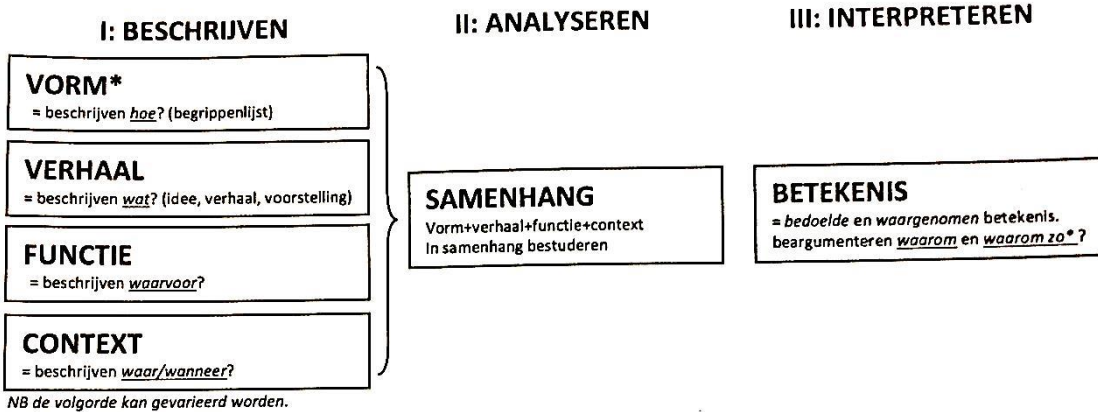 I: BESCHRIJVEN
VORM*
= beschrijven hoe? (begrippenlijst)
VERHAAL
= beschrijven wat? (idee, verhaal, voorstelling)
FUNCTIE
= beschrijven waarvoor?
CONTEXT
= beschrijven waar/wanneer?
NB de volgorde kan gevarieerd worden.
II: ANALYSEREN
SAMENHANG
Vorm+verhaal+functie+context
In samenhang bestuderen
III: INTERPRETEREN
BETEKENIS
= bedoelde en waargenomen betekenis.
beargumenteren waarom en waarom zo*?